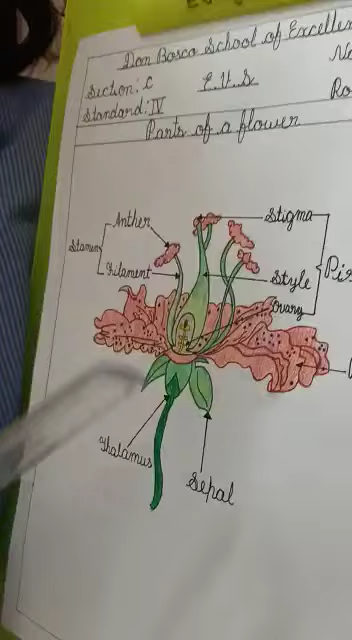 Don Bosco School of Excelle
Section: C
E.V.S
Standard: IV
Parts of a flower
Anther
Stigma
Stamen
Filament
Style
Ovary
Thalamus
Sepal